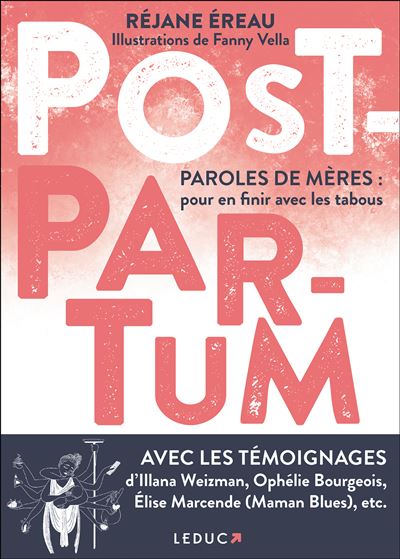 RÉJANE ÉREAU
Illustrations de Fanny Vella
POST-
PAROLES DE MÈRES :
pour en finir avec les tabous
PAR-
TUM
AVEC LES TÉMOIGNAGES
d'Illana Weizman, Ophélie Bourgeois,
Élise Marcende (Maman Blues), etc.
LEDUC